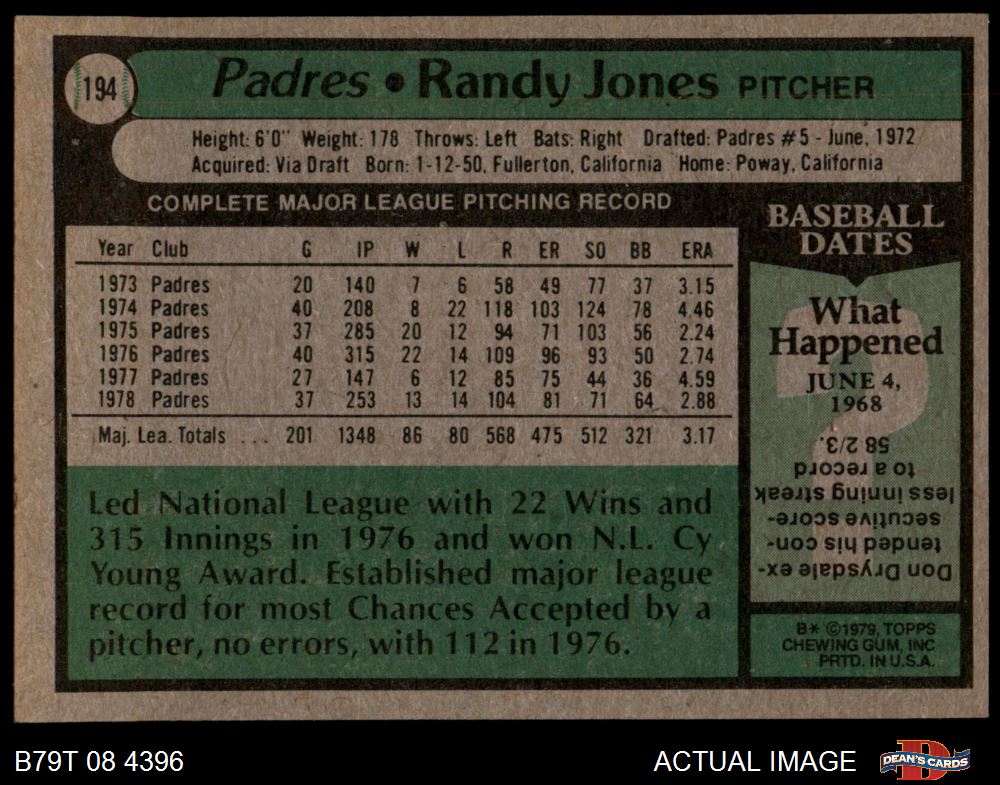 194
Padres • Randy Jones PITCHER
Height: 6'0" Weight: 178 Throws: Left Bats: Right Drafted: Padres #5 - June, 1972
Acquired: Via Draft Born: 1-12-50, Fullerton, California Home: Poway, California
COMPLETE MAJOR LEAGUE PITCHING RECORD
Year Club G IP W L R ER SO BB ERA
1973 Padres 20 140 7 6 58 49 77 37 3.15
1974 Padres 40 208 8 22 118 103 124 78 4.46
1975 Padres 37 285 20 12 94 71 103 56 2.24
1976 Padres 40 315 22 14 109 96 93 50 2.74
1977 Padres 27 147 6 12 85 75 44 36 4.59
1978 Padres 37 253 13 14 104 81 71 64 2.88
Maj. Lea. Totals ... 201 1348 86 80 568 475 512 321 3.17
Led National League with 22 Wins and
315 Innings in 1976 and won N.L. Cy
Young Award. Established major league
record for most Chances Accepted by a
pitcher, no errors, with 112 in 1976.
BASEBALL
DATES
What
Happened
JUNE 4,
1968
?
Don Drysdale ex-
tended his con-
secutive score-
less inning streak
to a record
58 2/3.
B* ©1979, TOPPS
CHEWING GUM, INC
PRTD. IN U.S.A.
B79T 08 4396
ACTUAL IMAGE
D
DEAN'S CARDS